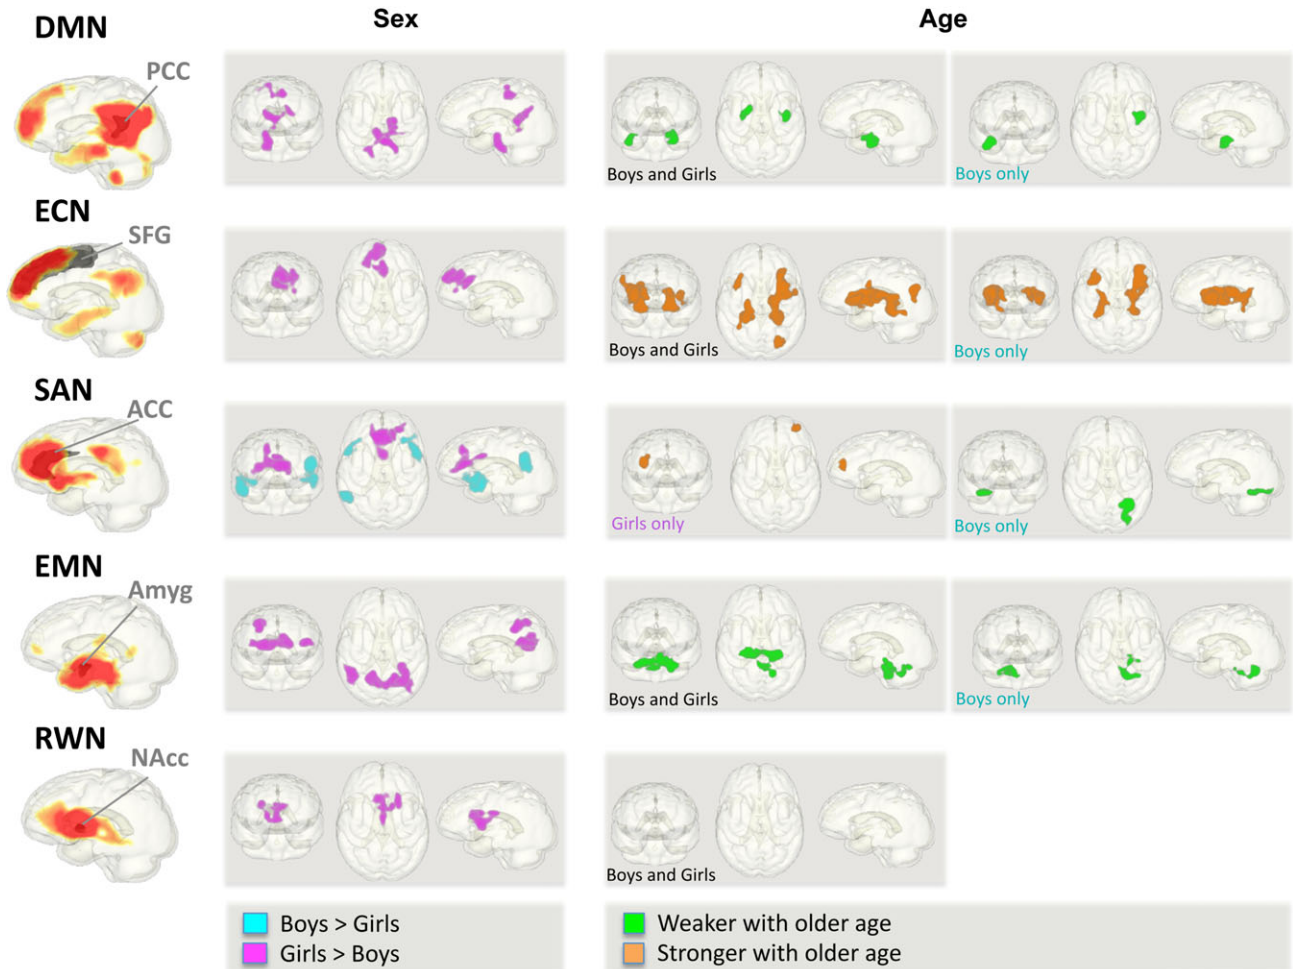 Sex
Age
DMN
PCC
Boys and Girls
Boys only
ECN
SFG
Boys and Girls
Boys only
SAN
ACC
Girls only
Boys only
EMN
Amyg
Boys and Girls
Boys only
RWN
NAcc
Boys and Girls
Boys > Girls
Girls > Boys
Weaker with older age
Stronger with older age